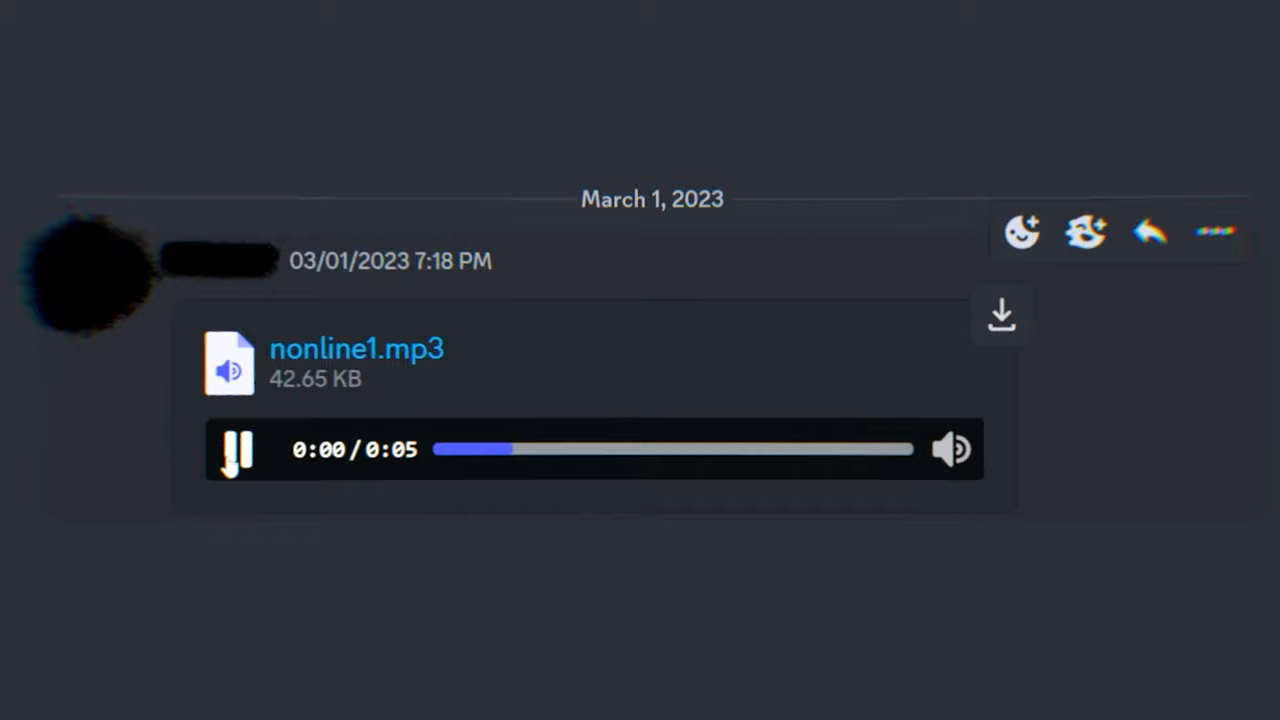 March 1, 2023
03/01/2023 7:18 PM
nonline1.mp3
42.65 KB
0:00 / 0:05